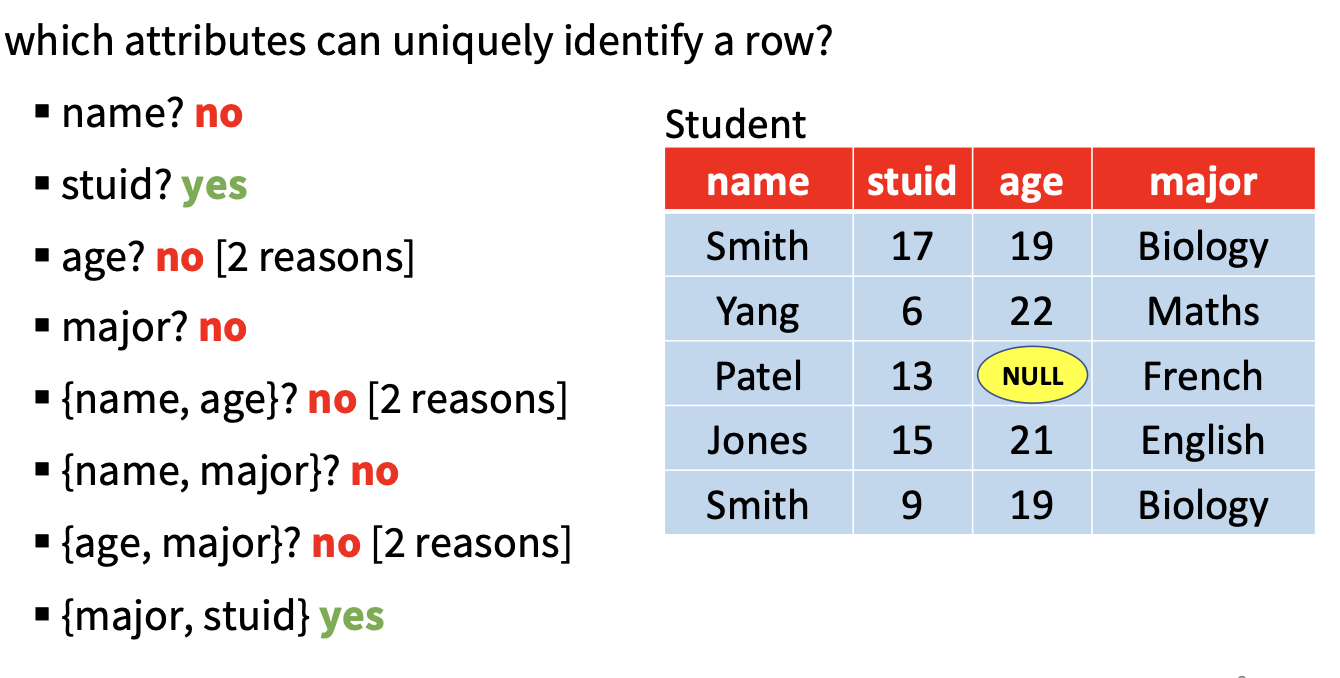 which attributes can uniquely identify a row?
▪ name? no
▪ stuid? yes
▪ age? no [2 reasons]
▪ major? no
▪ {name, age}? no [2 reasons]
▪ {name, major}? no
▪ {age, major}? no [2 reasons]
▪ {major, stuid} yes
Student
name stuid age major
Smith 17 19 Biology
Yang 6 22 Maths
Patel 13 NULL French
Jones 15 21 English
Smith 9 19 Biology